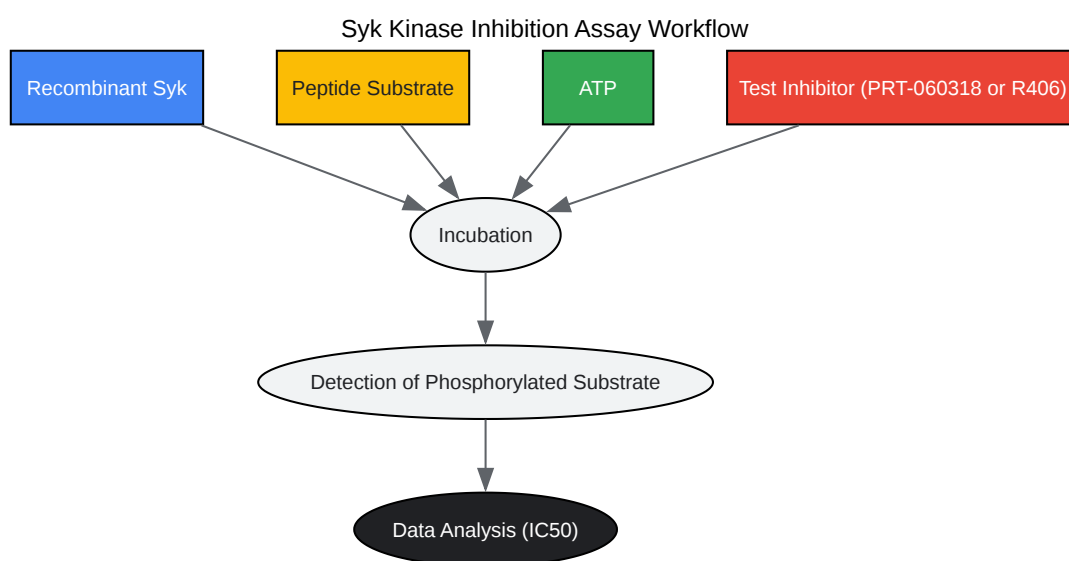 Syk Kinase Inhibition Assay Workflow
Recombinant Syk
Peptide Substrate
ATP
Test Inhibitor (PRT-060318 or R406)
Incubation
Detection of Phosphorylated Substrate
Data Analysis (IC50)